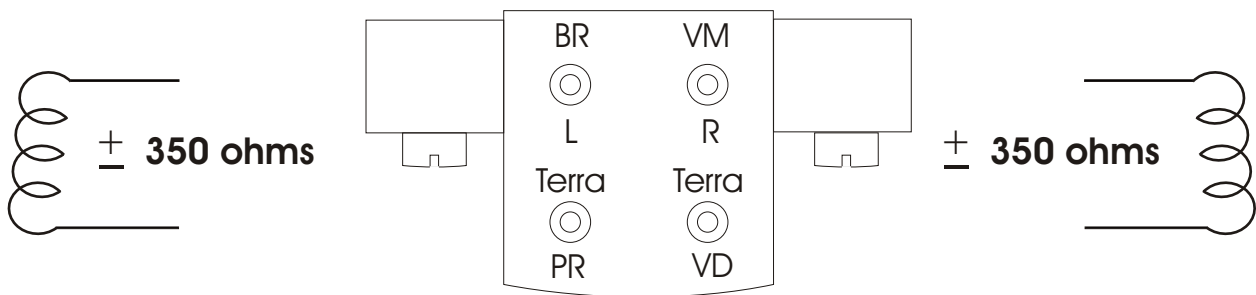 BR VM
± 350 ohms
L R
± 350 ohms
Terra Terra
PR VD